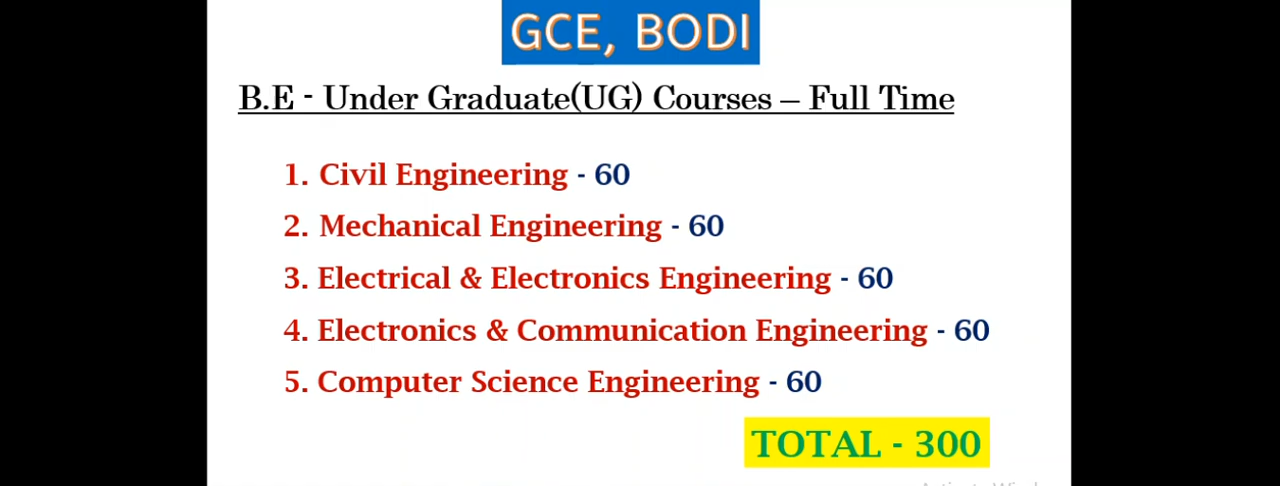 GCE, BODI
B.E - Under Graduate(UG) Courses – Full Time
1. Civil Engineering - 60
2. Mechanical Engineering - 60
3. Electrical & Electronics Engineering - 60
4. Electronics & Communication Engineering - 60
5. Computer Science Engineering - 60
TOTAL - 300